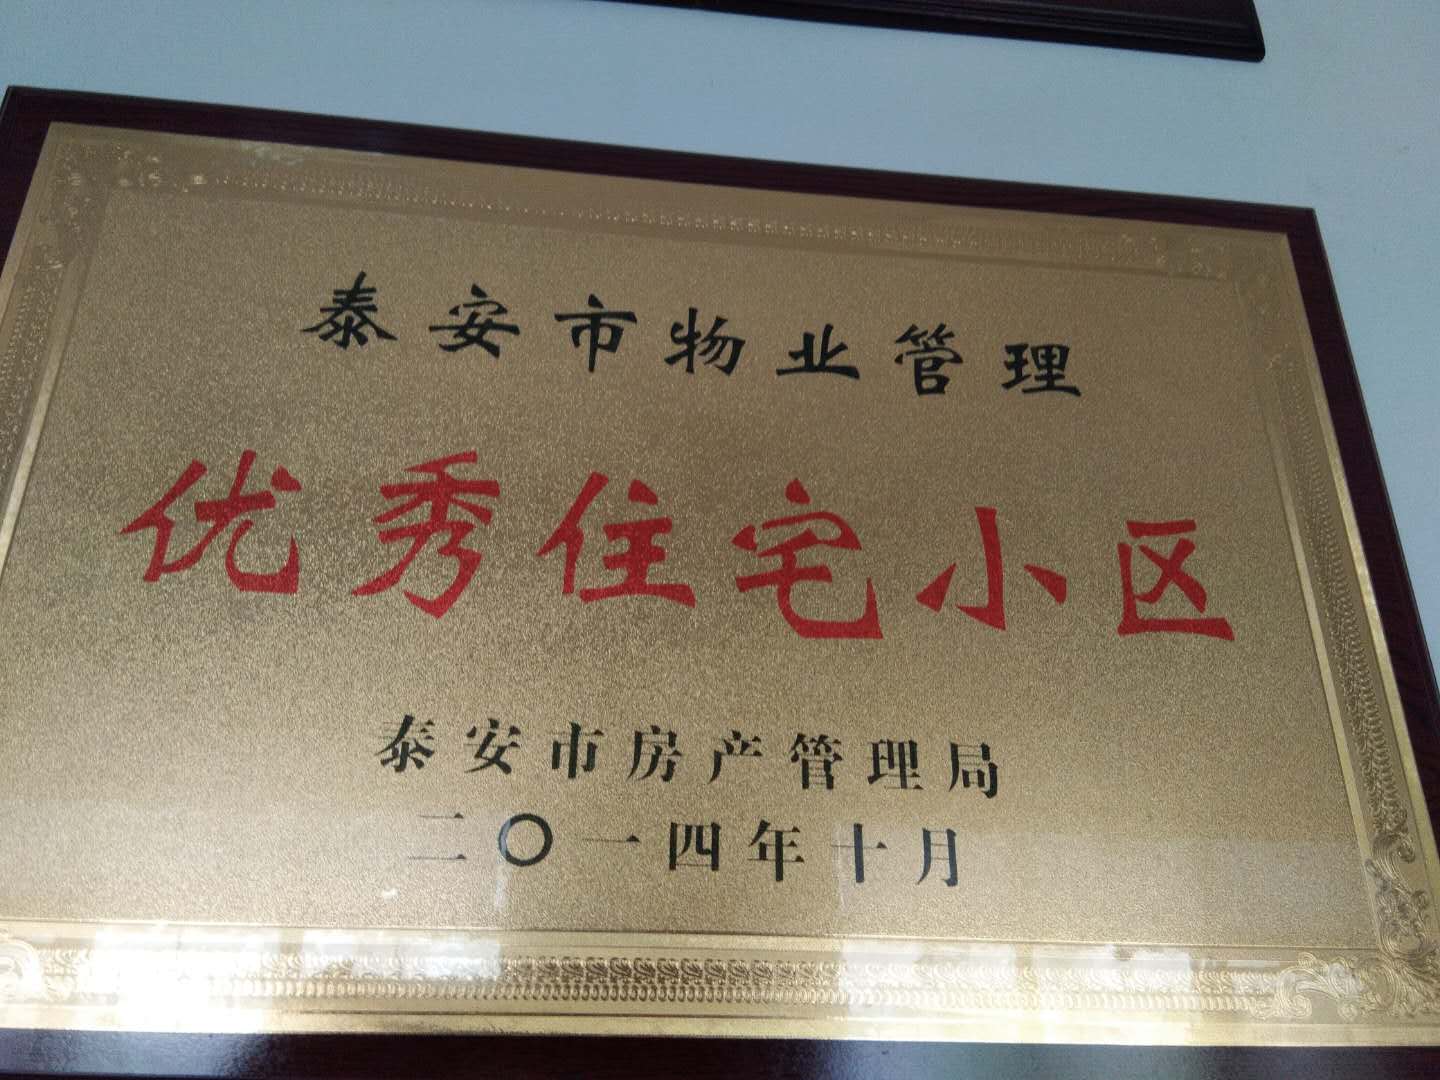 泰安市物业管理
优秀住宅小区
泰安市房产管理局
二〇一四年十月